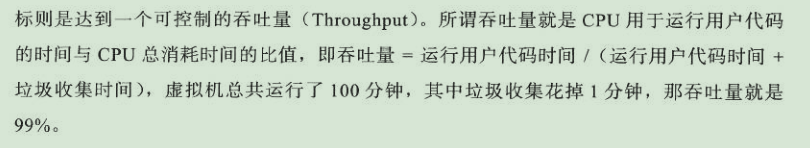 标则是达到一个可控制的吞吐量（Throughput）。所谓吞吐量就是 CPU 用于运行用户代码
的时间与 CPU 总消耗时间的比值，即吞吐量 = 运行用户代码时间 /（运行用户代码时间 +
垃圾收集时间），虚拟机总共运行了 100 分钟，其中垃圾收集花掉 1 分钟，那吞吐量就是
99%。